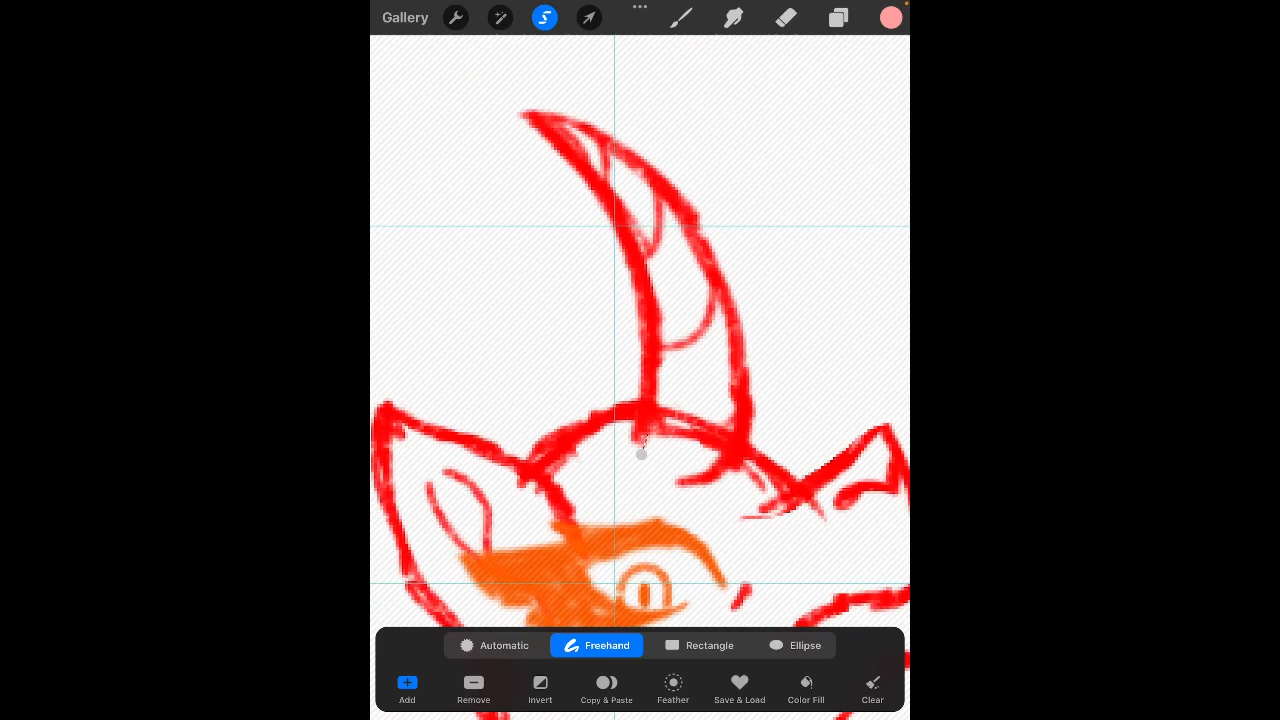 Gallery
Automatic Freehand Rectangle Ellipse
Add Remove Invert Copy & Paste Feather Save & Load Color Fill Clear